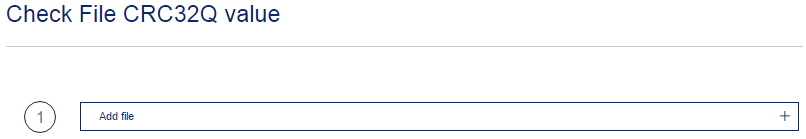 Check File CRC32Q value
1
Add file
+